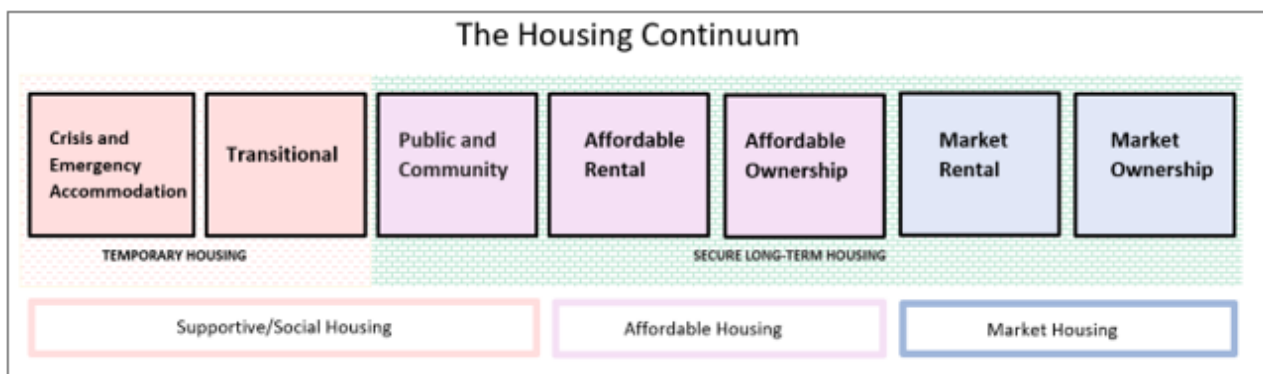 The Housing Continuum
Crisis and
Emergency
Accommodation
Transitional
Public and
Community
Affordable
Rental
Affordable
Ownership
Market
Rental
Market
Ownership
TEMPORARY HOUSING
SECURE LONG-TERM HOUSING
Supportive/Social Housing
Affordable Housing
Market Housing